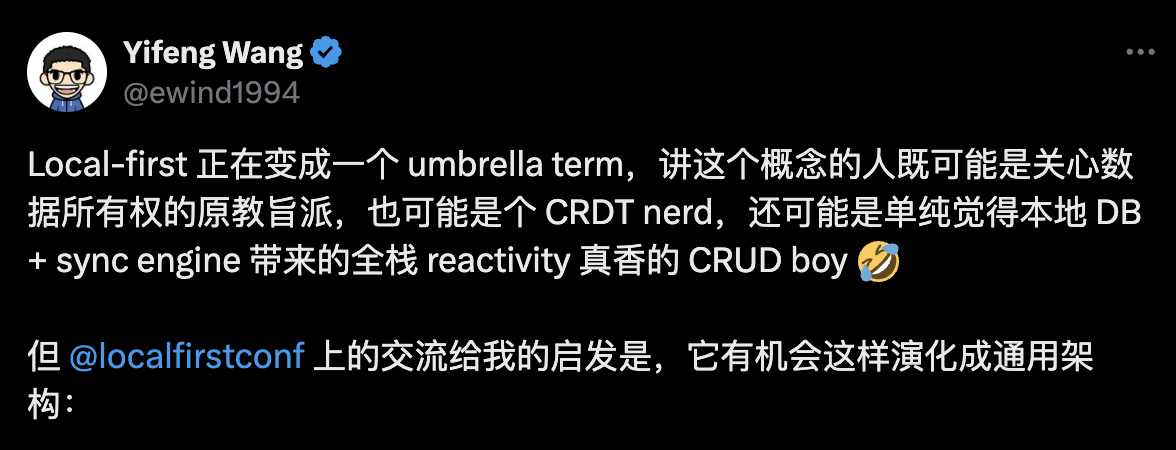 Yifeng Wang
@ewind1994
Local-first 正在变成一个 umbrella term，讲这个概念的人既可能是关心数
据所有权的原教旨派，也可能是个 CRDT nerd，还可能是单纯觉得本地 DB
+ sync engine 带来的全栈 reactivity 真香的 CRUD boy 🤣
但 @localfirstconf 上的交流给我的启发是，它有机会这样演化成通用架
构：